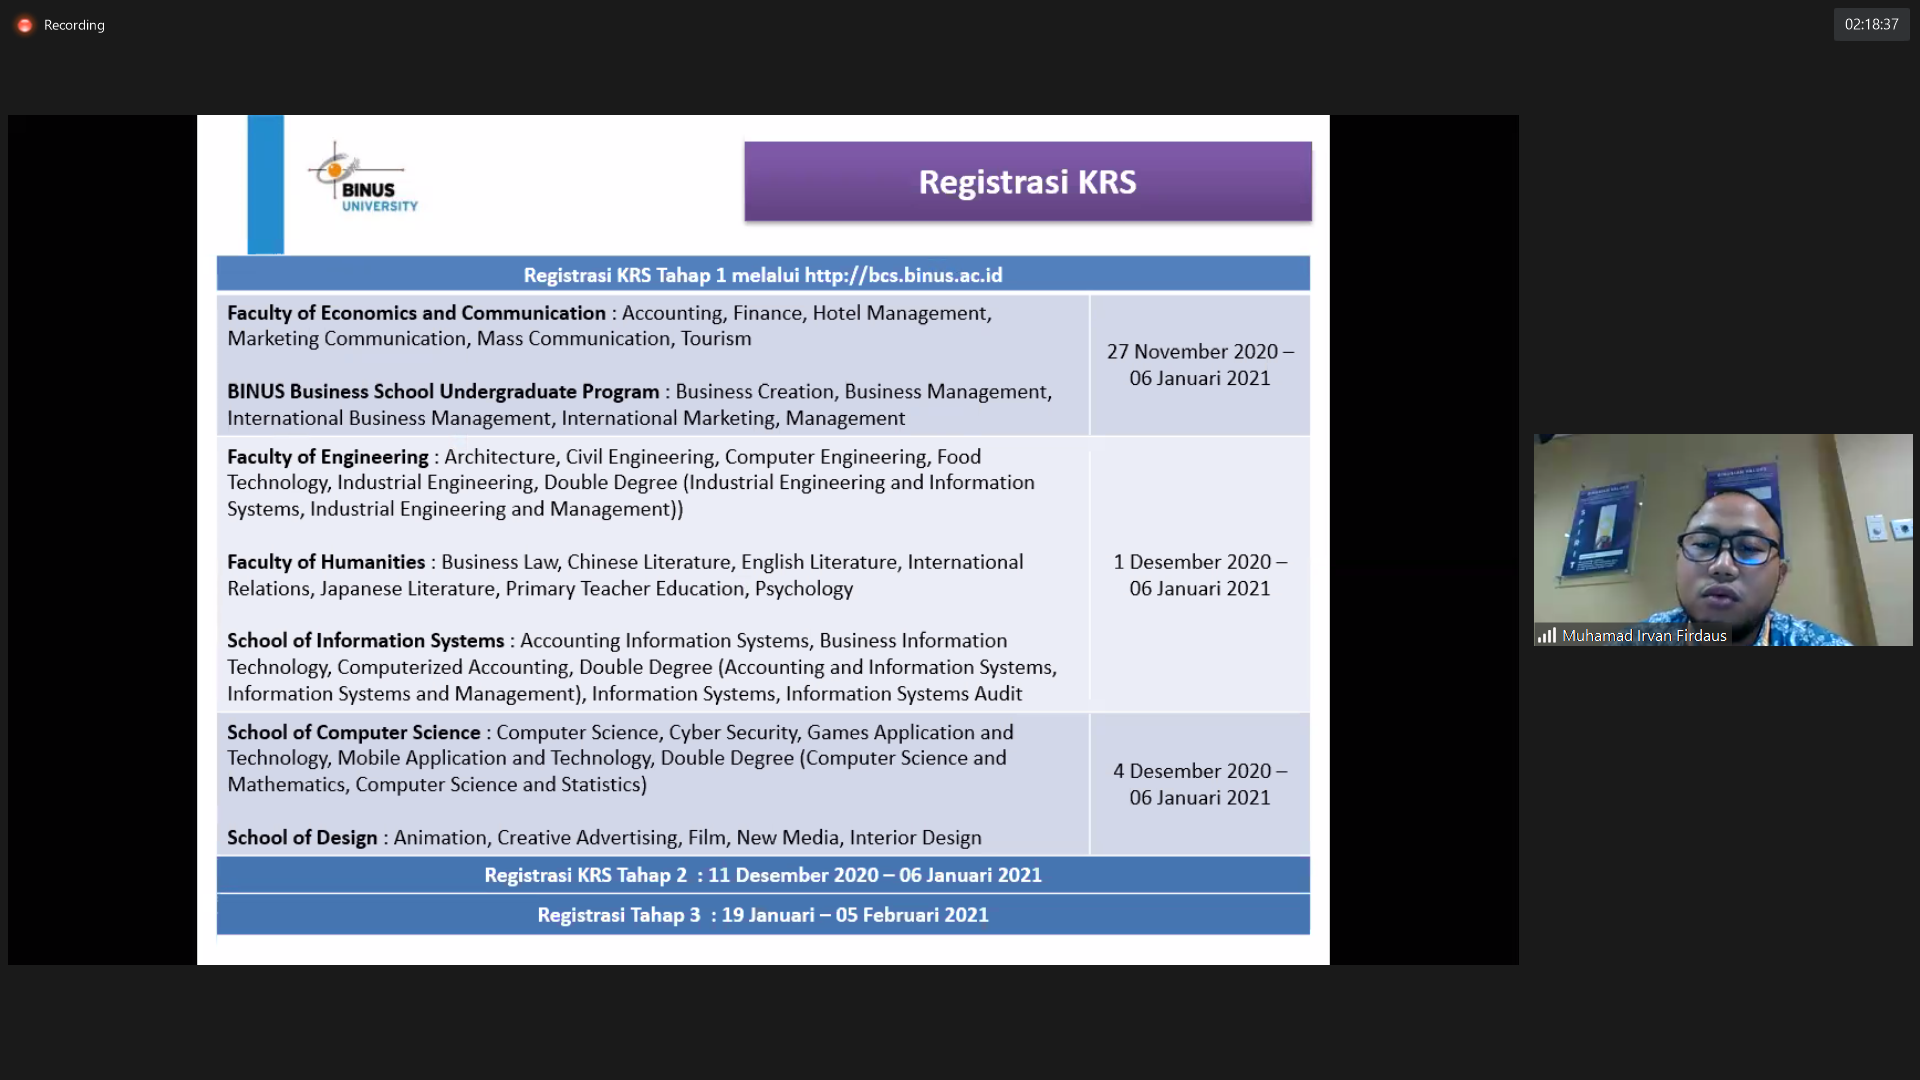 Recording
02:18:37
BINUS
UNIVERSITY
Registrasi KRS
Registrasi KRS Tahap 1 melalui http://bcs.binus.ac.id
Faculty of Economics and Communication : Accounting, Finance, Hotel Management,
Marketing Communication, Mass Communication, Tourism
BINUS Business School Undergraduate Program : Business Creation, Business Management,
International Business Management, International Marketing, Management
27 November 2020 –
06 Januari 2021
Faculty of Engineering : Architecture, Civil Engineering, Computer Engineering, Food
Technology, Industrial Engineering, Double Degree (Industrial Engineering and Information
Systems, Industrial Engineering and Management))
Faculty of Humanities : Business Law, Chinese Literature, English Literature, International
Relations, Japanese Literature, Primary Teacher Education, Psychology
School of Information Systems : Accounting Information Systems, Business Information
Technology, Computerized Accounting, Double Degree (Accounting and Information Systems,
Information Systems and Management), Information Systems, Information Systems Audit
1 Desember 2020 –
06 Januari 2021
School of Computer Science : Computer Science, Cyber Security, Games Application and
Technology, Mobile Application and Technology, Double Degree (Computer Science and
Mathematics, Computer Science and Statistics)
School of Design : Animation, Creative Advertising, Film, New Media, Interior Design
4 Desember 2020 –
06 Januari 2021
Registrasi KRS Tahap 2 : 11 Desember 2020 – 06 Januari 2021
Registrasi Tahap 3 : 19 Januari – 05 Februari 2021
SPIRIT
Muhamad Irvan Firdaus